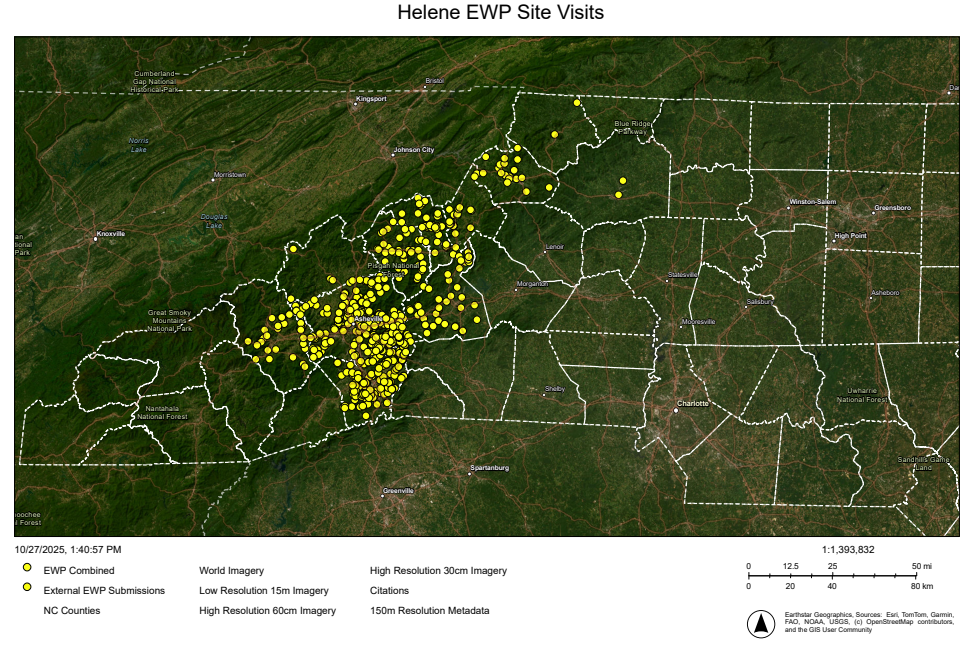 Helene EWP Site Visits
Cumberland
Gap National
Historical Park
Bristol
Kingsport
Blue Ridge
Parkway
Norris
Lake
Johnson City
Morristown
Winston-Salem
Greensboro
Douglas
Lake
Knoxville
High Point
Lenoir
Pisgah National
Statesville
Morganton
Asheboro
Salisbury
Great Smoky
Mountains
National Park
Asheville
Mooresville
Shelby
Uwharrie
National Forest
Charlotte
Nantahala
National Forest
Sandhills Game
Land
Spartanburg
Greenville
10/27/2025, 1:40:57 PM
1:1,393,832
EWP Combined
World Imagery
High Resolution 30cm Imagery
External EWP Submissions
Low Resolution 15m Imagery
Citations
NC Counties
High Resolution 60cm Imagery
150m Resolution Metadata
0 12.5 25 50 mi
0 20 40 80 km
Earthstar Geographics, Sources: Esri, TomTom, Garmin,
FAO, NOAA, USGS, (c) OpenStreetMap contributors,
and the GIS User Community